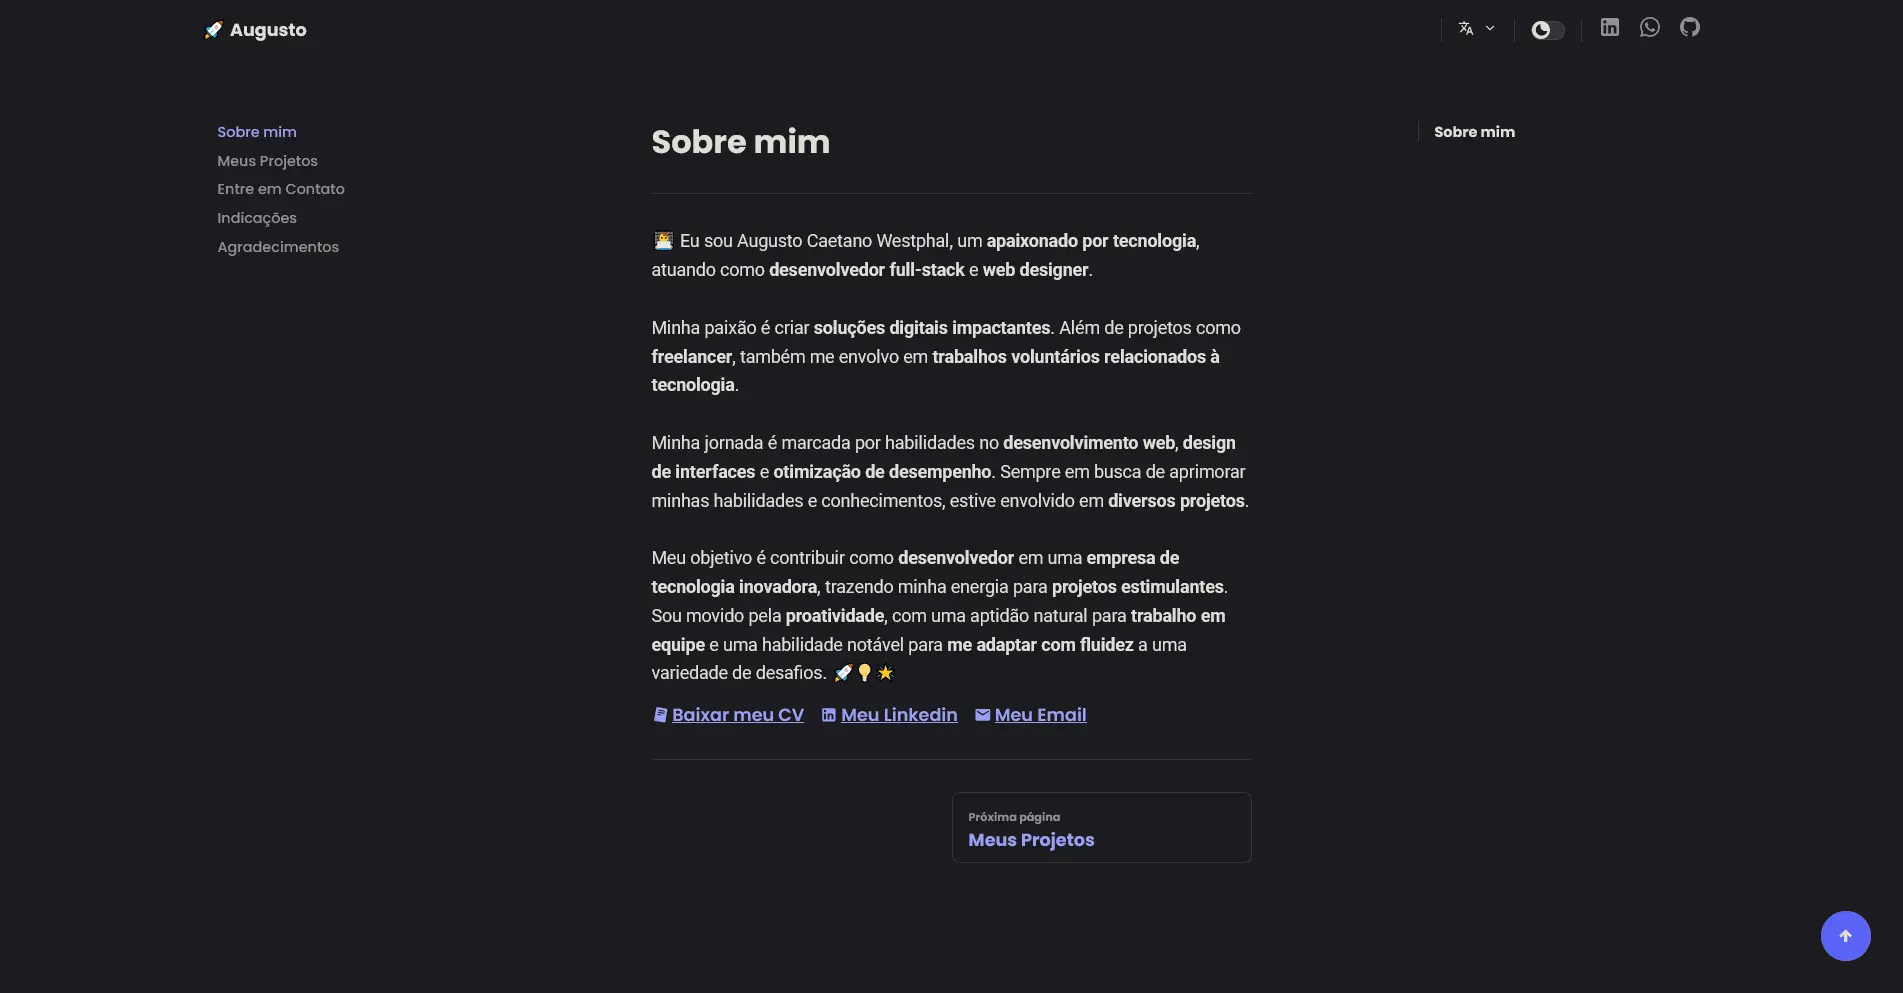 🚀 Augusto
Sobre mim
Meus Projetos
Entre em Contato
Indicações
Agradecimentos
Sobre mim
👨‍💻 Eu sou Augusto Caetano Westphal, um apaixonado por tecnologia,
atuando como desenvolvedor full-stack e web designer.
Minha paixão é criar soluções digitais impactantes. Além de projetos como
freelancer, também me envolvo em trabalhos voluntários relacionados à
tecnologia.
Minha jornada é marcada por habilidades no desenvolvimento web, design
de interfaces e otimização de desempenho. Sempre em busca de aprimorar
minhas habilidades e conhecimentos, estive envolvido em diversos projetos.
Meu objetivo é contribuir como desenvolvedor em uma empresa de
tecnologia inovadora, trazendo minha energia para projetos estimulantes.
Sou movido pela proatividade, com uma aptidão natural para trabalho em
equipe e uma habilidade notável para me adaptar com fluidez a uma
variedade de desafios. 🚀💡🌟
Baixar meu CV Meu Linkedin Meu Email
Próxima página
Meus Projetos
Sobre mim